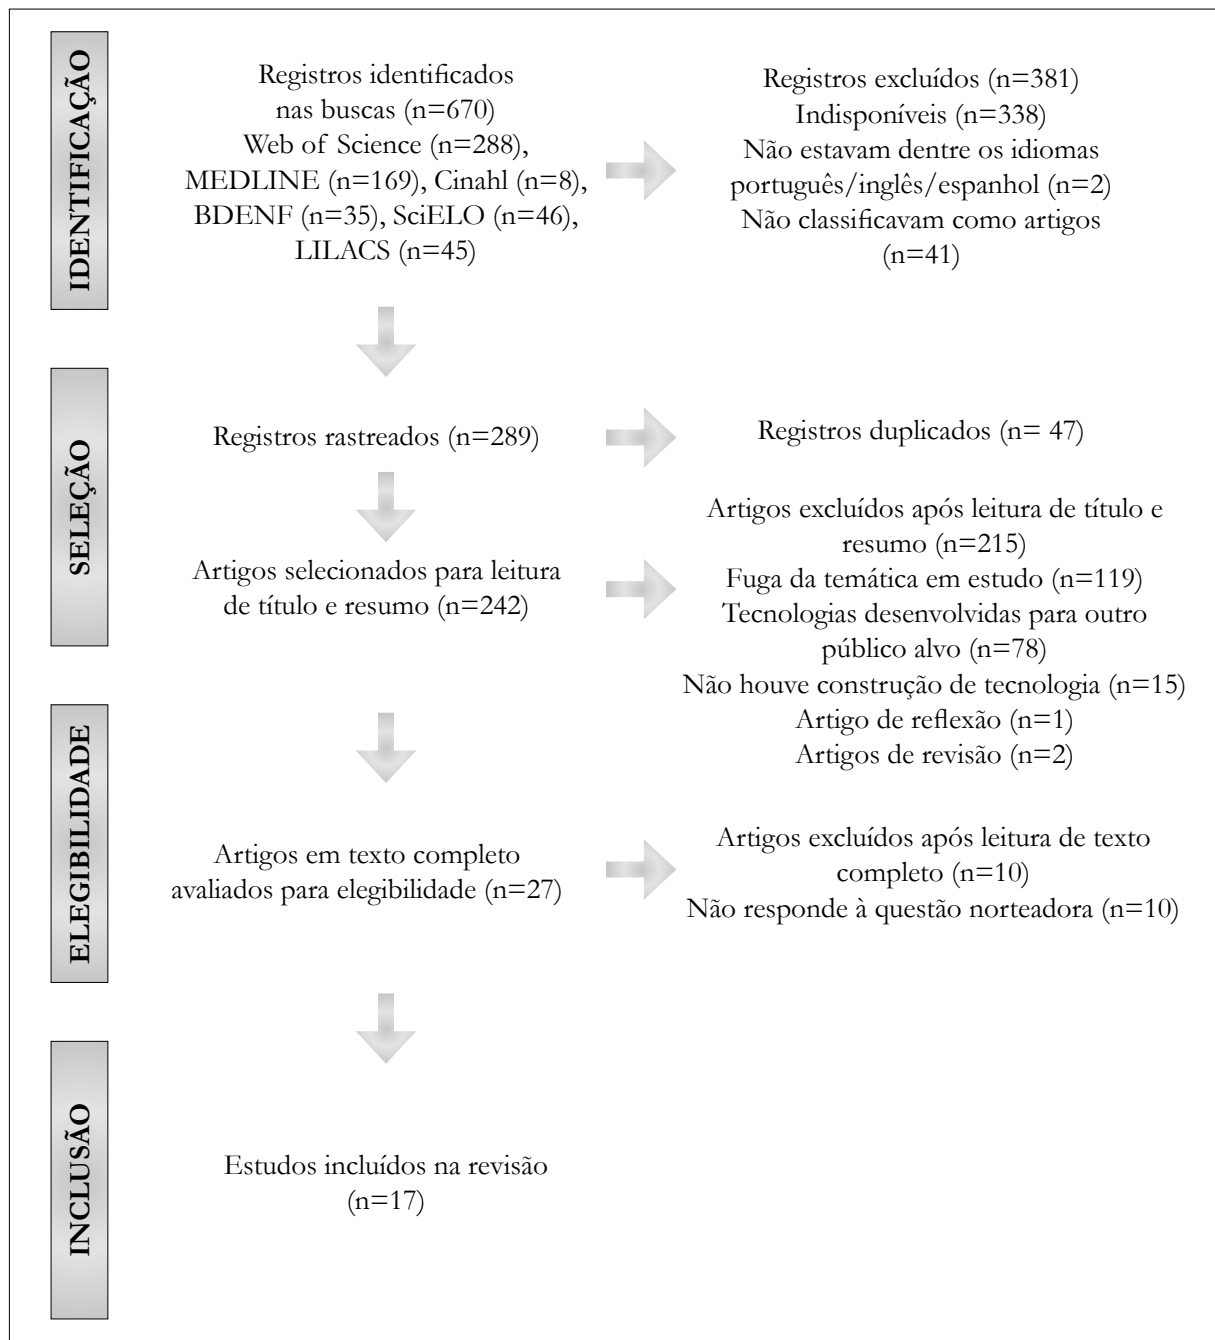 IDENTIFICAÇÃO
Registros identificados
nas buscas (n=670)
Web of Science (n=288),
MEDLINE (n=169), Cinahl (n=8),
BDENF (n=35), SciELO (n=46),
LILACS (n=45)
Registros excluídos (n=381)
Indisponíveis (n=338)
Não estavam dentre os idiomas
português/inglês/espanhol (n=2)
Não classificavam como artigos
(n=41)
SELEÇÃO
Registros rastreados (n=289)
Registros duplicados (n= 47)
Artigos selecionados para leitura
de título e resumo (n=242)
Artigos excluídos após leitura de título e
resumo (n=215)
Fuga da temática em estudo (n=119)
Tecnologias desenvolvidas para outro
público alvo (n=78)
Não houve construção de tecnologia (n=15)
Artigo de reflexão (n=1)
Artigos de revisão (n=2)
ELEGIBILIDADE
Artigos em texto completo
avaliados para elegibilidade (n=27)
Artigos excluídos após leitura de texto
completo (n=10)
Não responde à questão norteadora (n=10)
INCLUSÃO
Estudos incluídos na revisão
(n=17)